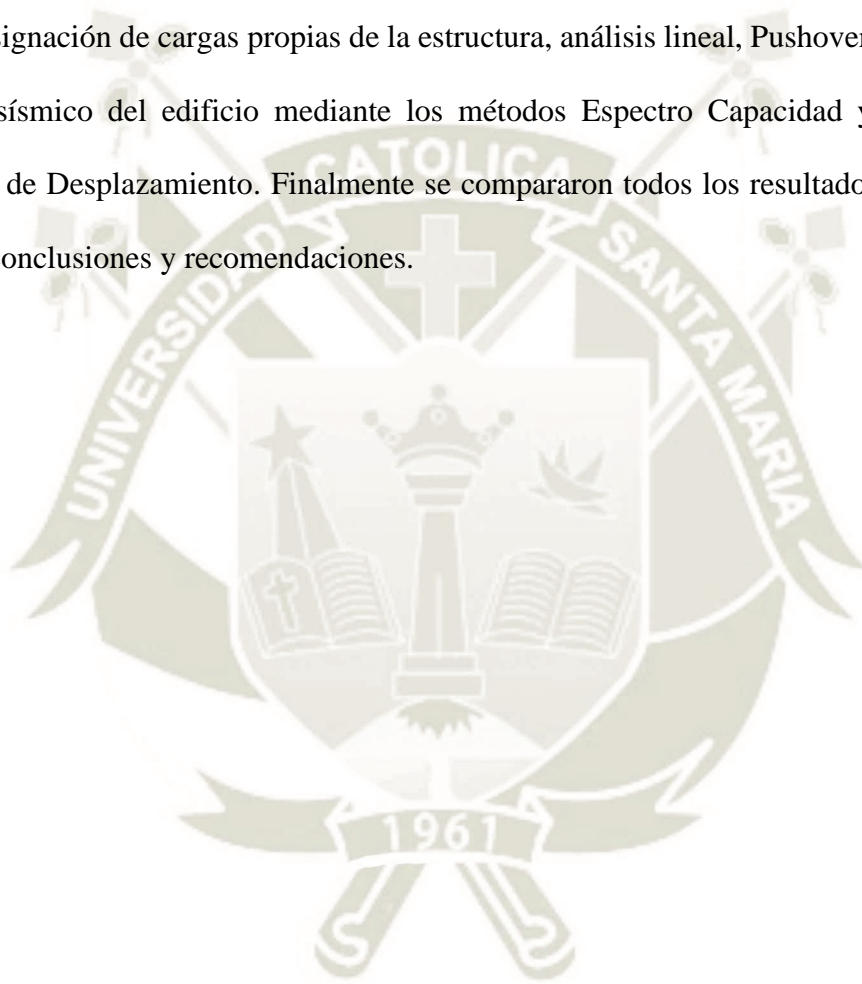 signación de cargas propias de la estructura, análisis lineal, Pushover
sísmico del edificio mediante los métodos Espectro Capacidad y
de Desplazamiento. Finalmente se compararon todos los resultado
onclusiones y recomendaciones.
UNIVERSIDAD CATOLICA SANTA MARIA
1961